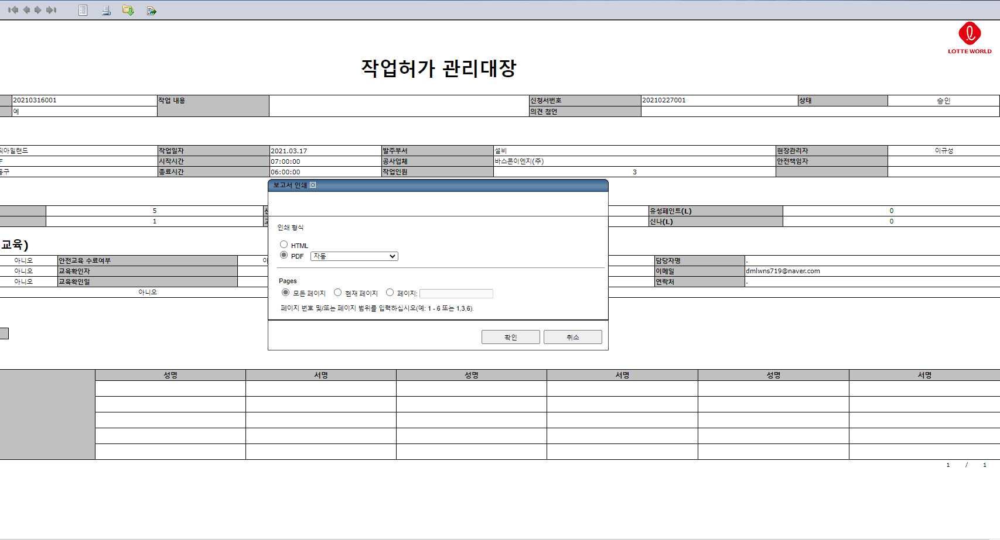 LOTTE WORLD
작업허가 관리대장
20210316001 작업 내용 신청서번호 20210227001 상태 승인
예 의견 첨언
직아일랜드 작업일자 2021.03.17 발주부서 설비 현장관리자 이규성
F 시작시간 07:00:00 공사업체 바스콘이엔지(주) 안전책임자
동구 종료시간 06:00:00 작업인원 3
보고서 인쇄
5 유성페인트(L) 0
1 신나(L) 0
인쇄 형식
HTML
PDF 자동
교육)
아니오 안전교육 수료여부 담당자명 .
아니오 교육확인자 이메일 dmlwns719@naver.com
아니오 교육확인일 연락처 .
아니오
Pages
모든 페이지 현재 페이지 페이지:
페이지 번호 및/또는 페이지 범위를 입력하십시오(예: 1 - 6 또는 1,3,6).
확인 취소
성명 서명 성명 서명 성명 서명
1 / 1